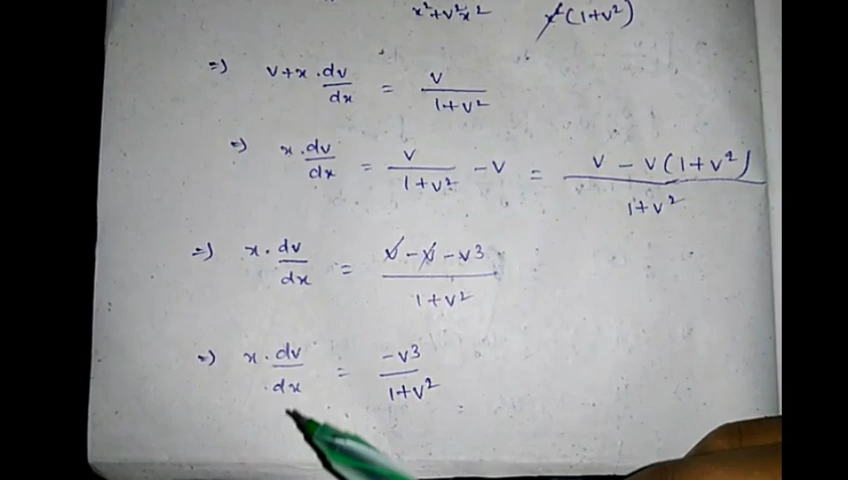 x²+v²x² x²(1+v²)
=) v+x.dv/dx = v/1+v²
=) x.dv/dx = v/1+v² -v = v-v(1+v²)/1+v²
=) x.dv/dx = v-v-v3/1+v²
=) x.dv/dx = -v3/1+v²